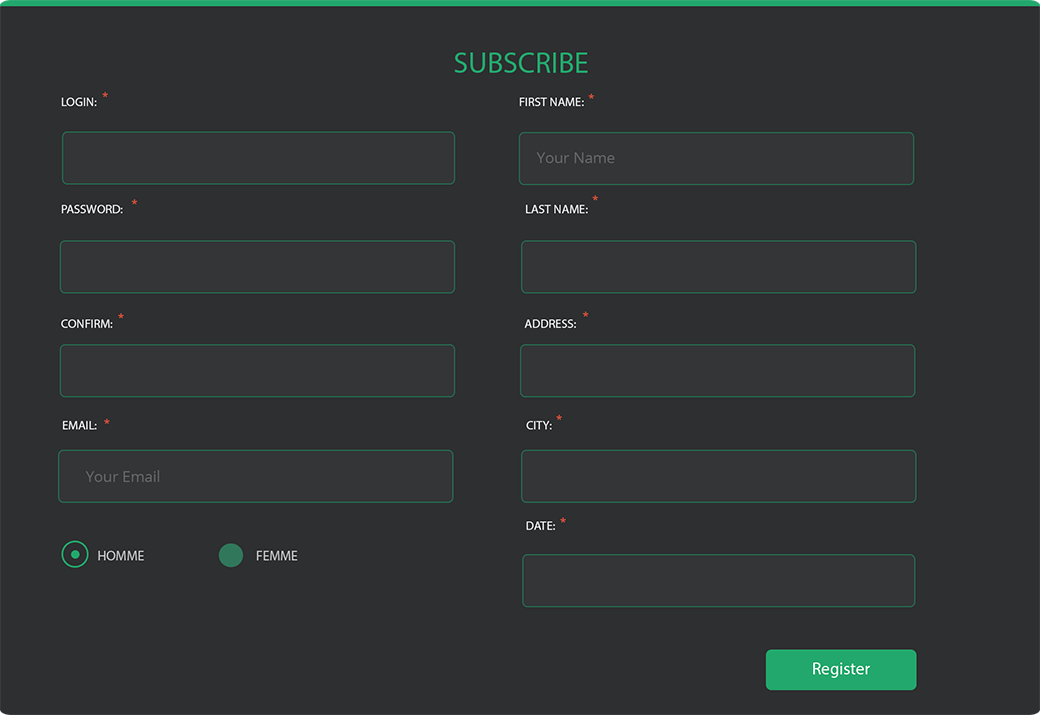 SUBSCRIBE
LOGIN: *
FIRST NAME: *
Your Name
PASSWORD: *
LAST NAME: *
CONFIRM: *
ADDRESS: *
EMAIL: *
CITY: *
Your Email
DATE: *
HOMME
FEMME
Register